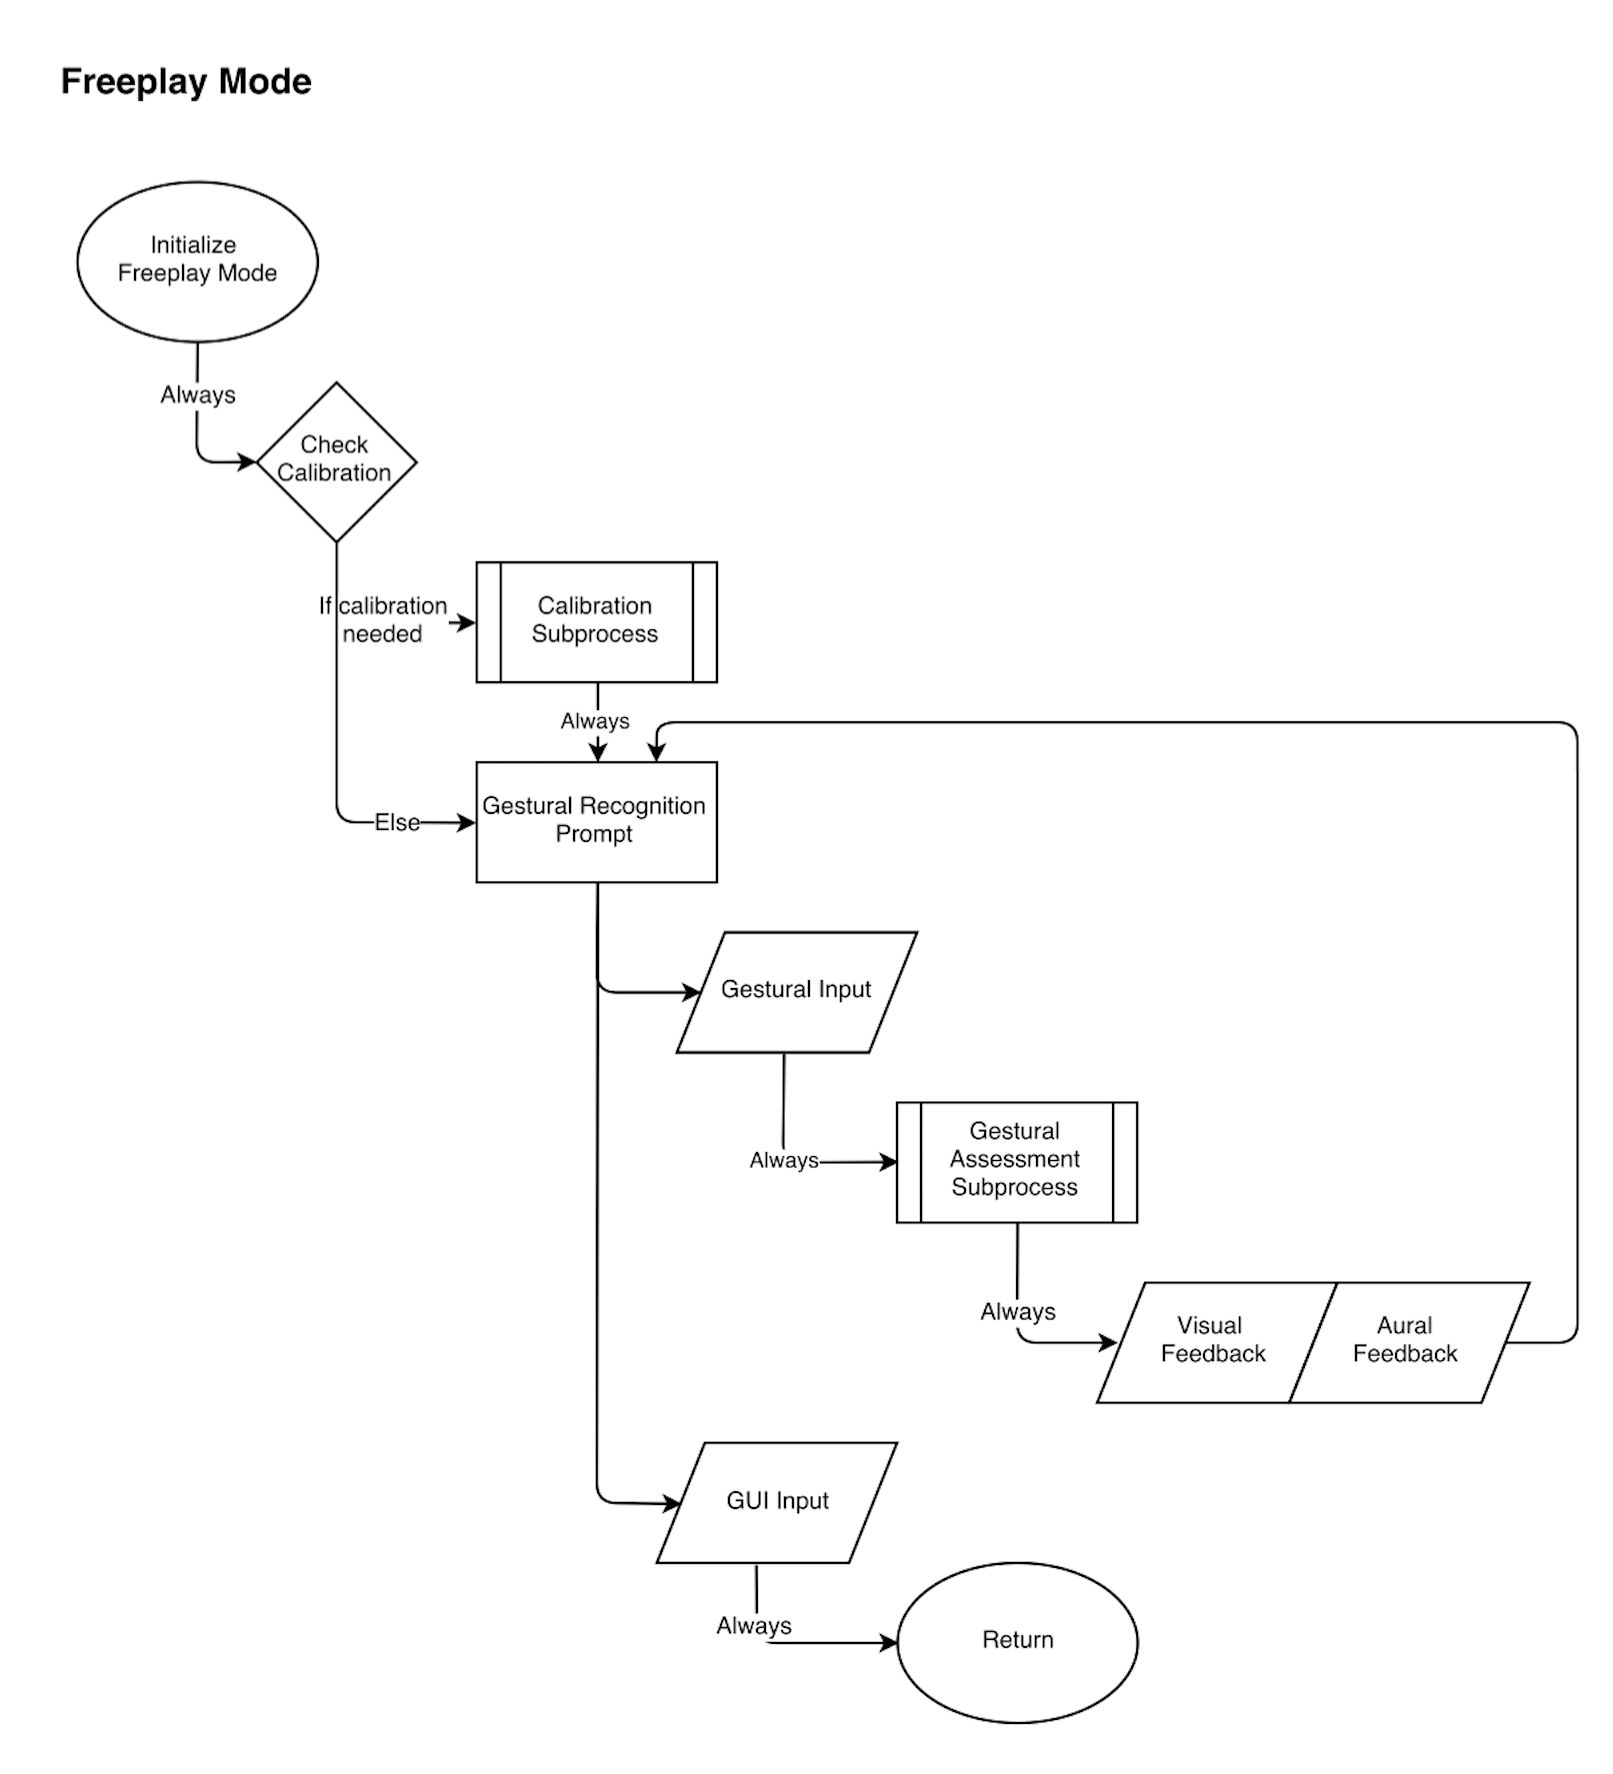 Freeplay Mode
Initialize
Freeplay Mode
Always
Check
Calibration
If calibration
needed
Calibration
Subprocess
Always
Gestural Recognition
Prompt
Else
Gestural Input
Always
Gestural
Assessment
Subprocess
Always
Visual
Feedback
Aural
Feedback
GUI Input
Always
Return